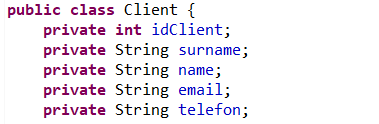 public class Client {
    private int idClient;
    private String surname;
    private String name;
    private String email;
    private String telefon;